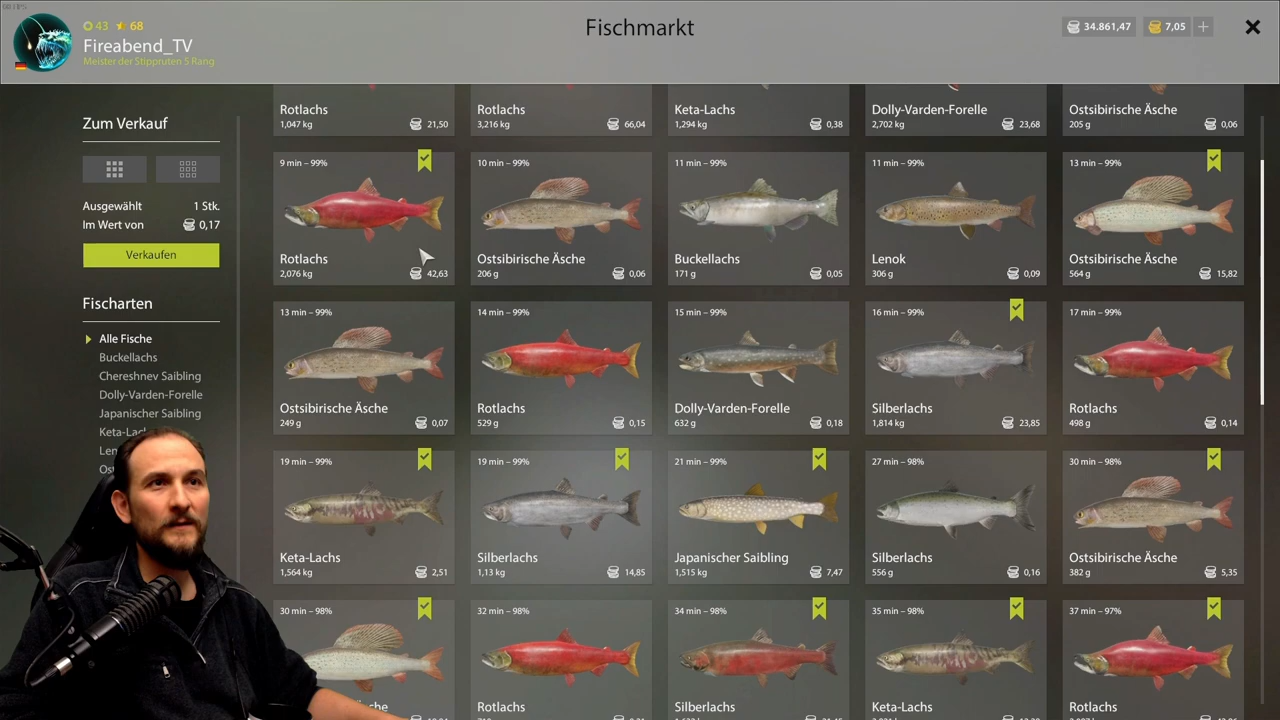 43 68
Fireabend_TV
Meister der Stippruten 5 Rang
Fischmarkt
34.861,47
7,05
Zum Verkauf
Ausgewählt 1 Stk.
Im Wert von 0,17
Verkaufen
Fischarten
Alle Fische
Buckellachs
Chereshnev Saibling
Dolly-Varden-Forelle
Japanischer Saibling
Keta-Lac
Len
Os
Rotlachs
1,047 kg 21,50
Rotlachs
3,216 kg 66,04
Keta-Lachs
1,294 kg 0,38
Dolly-Varden-Forelle
2,702 kg 23,68
Ostsibirische Äsche
205 g 0,06
9 min – 99%
Rotlachs
2,076 kg 42,63
10 min – 99%
Ostsibirische Äsche
206 g 0,06
11 min – 99%
Buckellachs
171 g 0,05
11 min – 99%
Lenok
306 g 0,09
13 min – 99%
Ostsibirische Äsche
564 g 15,82
13 min – 99%
Ostsibirische Äsche
249 g 0,07
14 min – 99%
Rotlachs
529 g 0,15
15 min – 99%
Dolly-Varden-Forelle
632 g 0,18
16 min – 99%
Silberlachs
1,814 kg 23,85
17 min – 99%
Rotlachs
498 g 0,14
19 min – 99%
Keta-Lachs
1,564 kg 2,51
19 min – 99%
Silberlachs
1,13 kg 14,85
21 min – 99%
Japanischer Saibling
1,515 kg 7,47
27 min – 98%
Silberlachs
556 g 0,16
30 min – 98%
Ostsibirische Äsche
382 g 5,35
30 min – 98%
sche
32 min – 98%
Rotlachs
34 min – 98%
Silberlachs
35 min – 98%
Keta-Lachs
37 min – 97%
Rotlachs